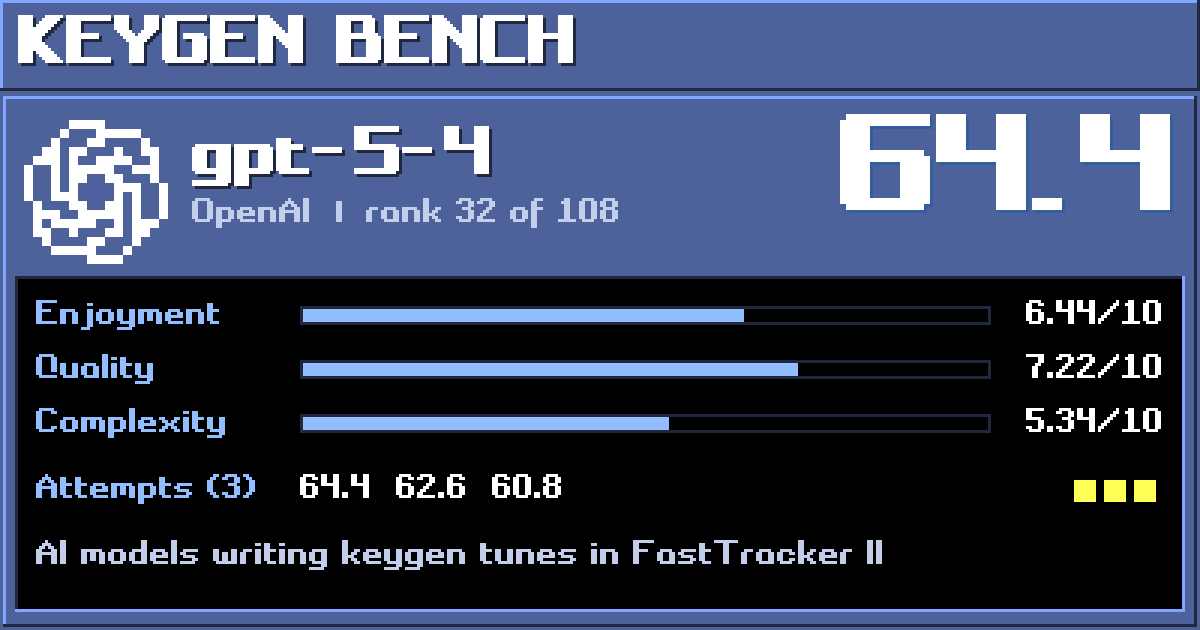 KEYGEN BENCH
gpt-5-4
64.4
OpenAI | rank 32 of 108
Enjoyment 6.44/10
Quality 7.22/10
Complexity 5.34/10
Attempts (3) 64.4 62.6 60.8
AI models writing keygen tunes in FastTracker II